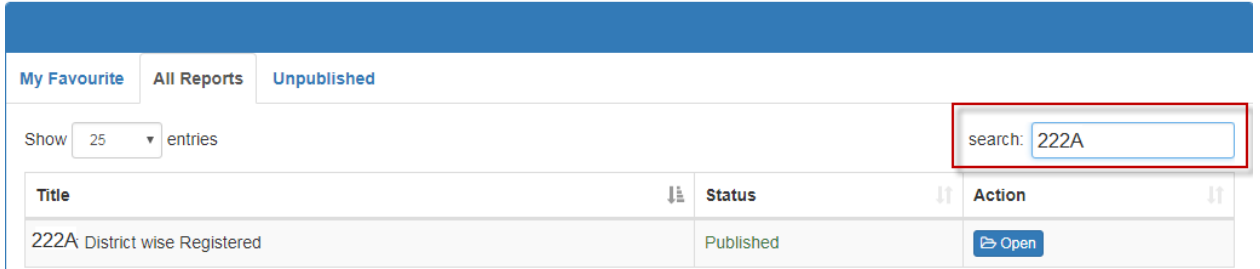 My Favourite All Reports Unpublished
Show 25 entries search: 222A
Title Status Action
222A: District wise Registered Published Open